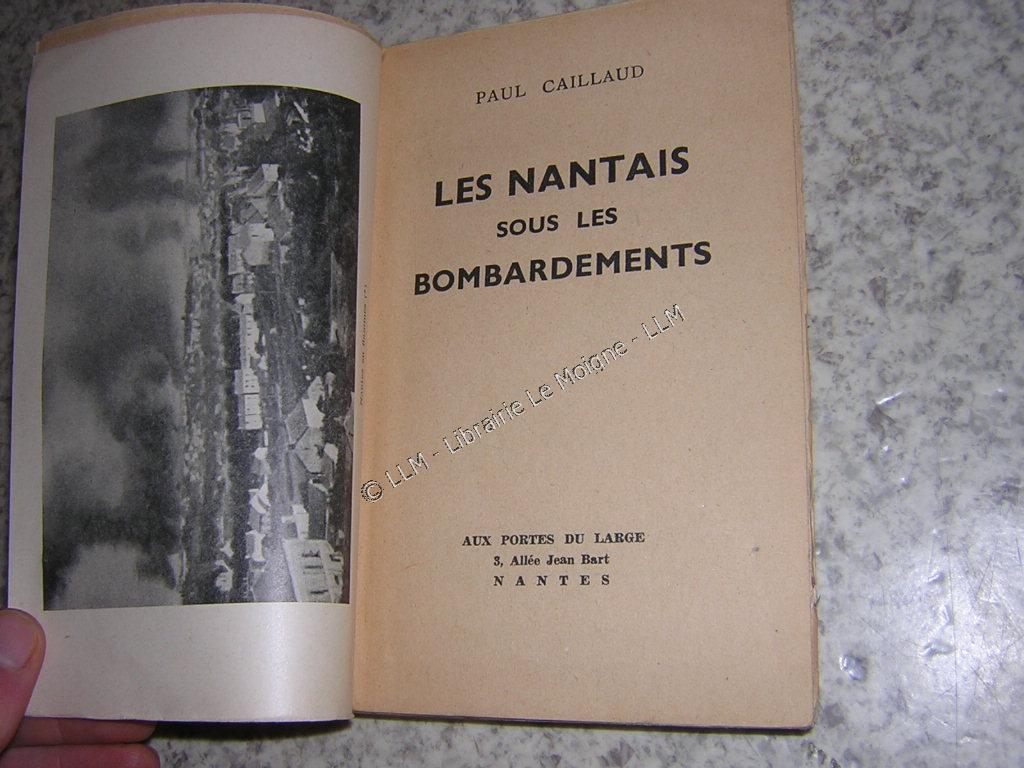 PAUL CAILLAUD
LES NANTAIS
SOUS LES
BOMBARDEMENTS
© LLM - Librairie Le Moigne - LLM
AUX PORTES DU LARGE
3, Allée Jean Bart
NANTES